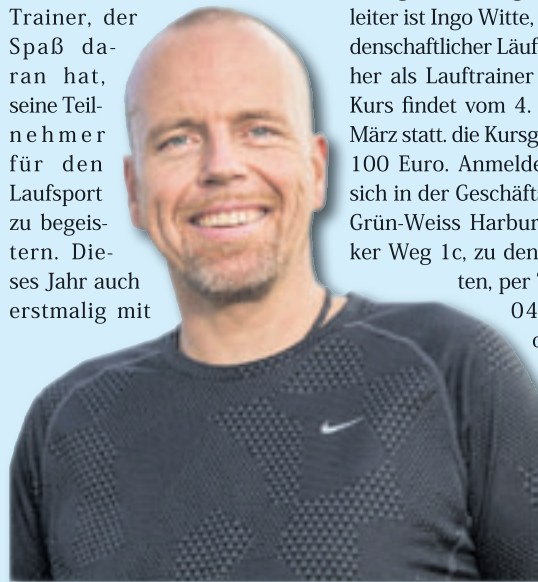 Trainer, der
Spaß da-
ran hat,
seine Teil-
nehmer
für den
Laufsport
zu begeis-
tern. Die-
ses Jahr auch
erstmalig mit
leiter ist Ingo Witte,
denschaftlicher Läuf
her als Lauftrainer
Kurs findet vom 4.
März statt. die Kursg
100 Euro. Anmelde
sich in der Geschäft
Grün-Weiss Harbur
ker Weg 1c, zu den
ten, per
04